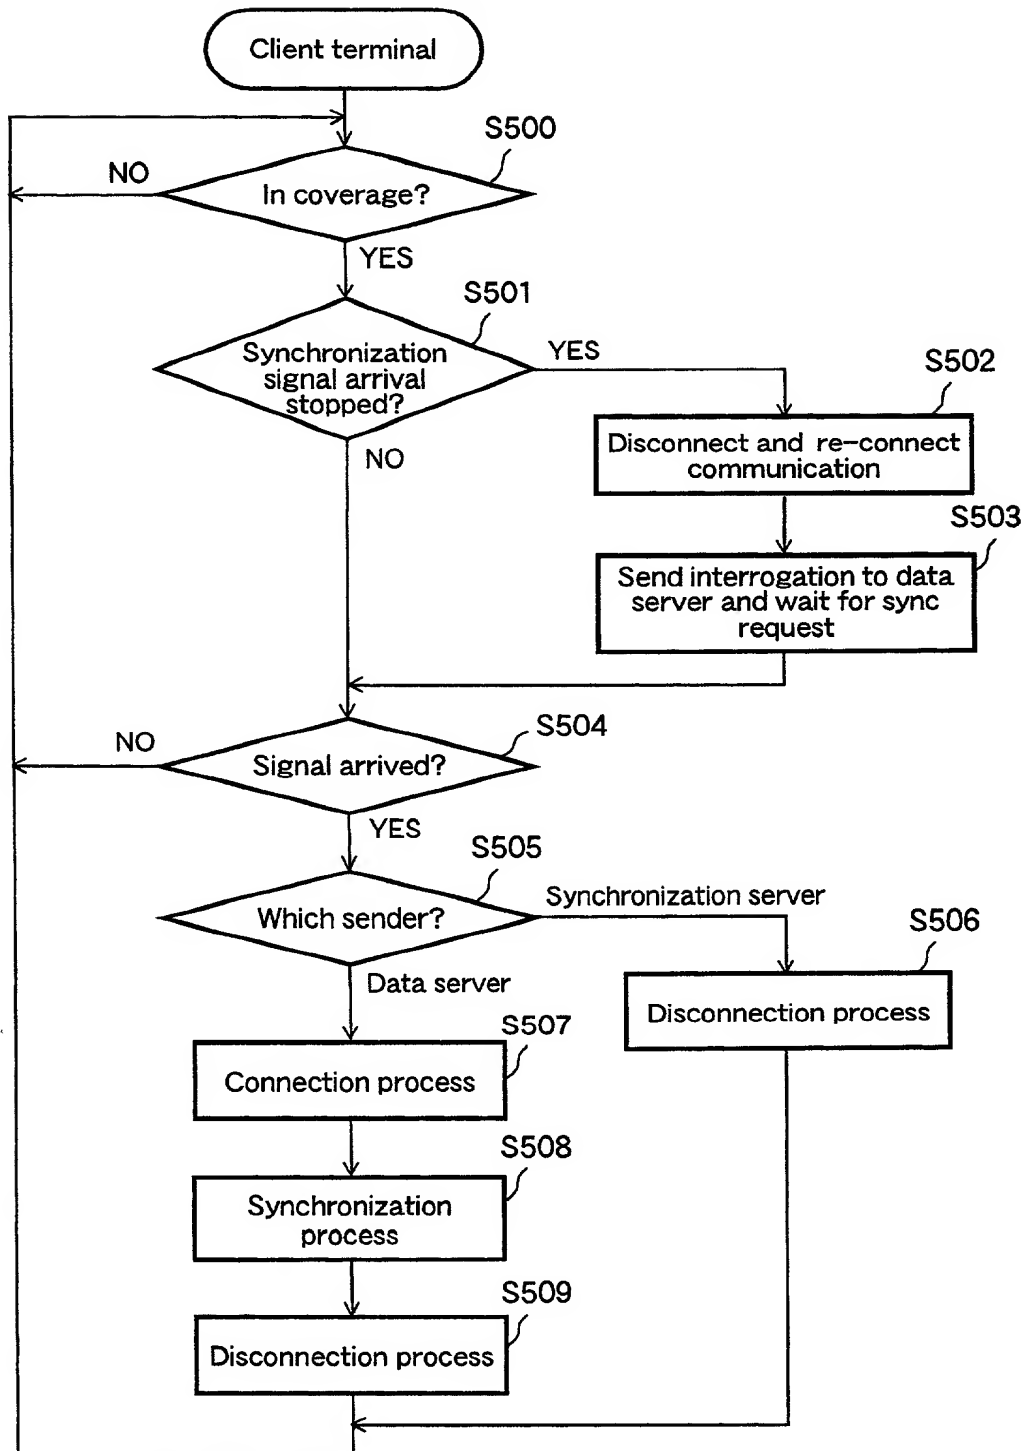 Client terminal
S500
NO
In coverage?
YES
S501
Synchronization
signal arrival
stopped?
YES
NO
S502
Disconnect and re-connect
communication
S503
Send interrogation to data
server and wait for sync
request
S504
NO
Signal arrived?
YES
S505
Which sender?
Synchronization server
Data server
S506
Disconnection process
S507
Connection process
S508
Synchronization
process
S509
Disconnection process